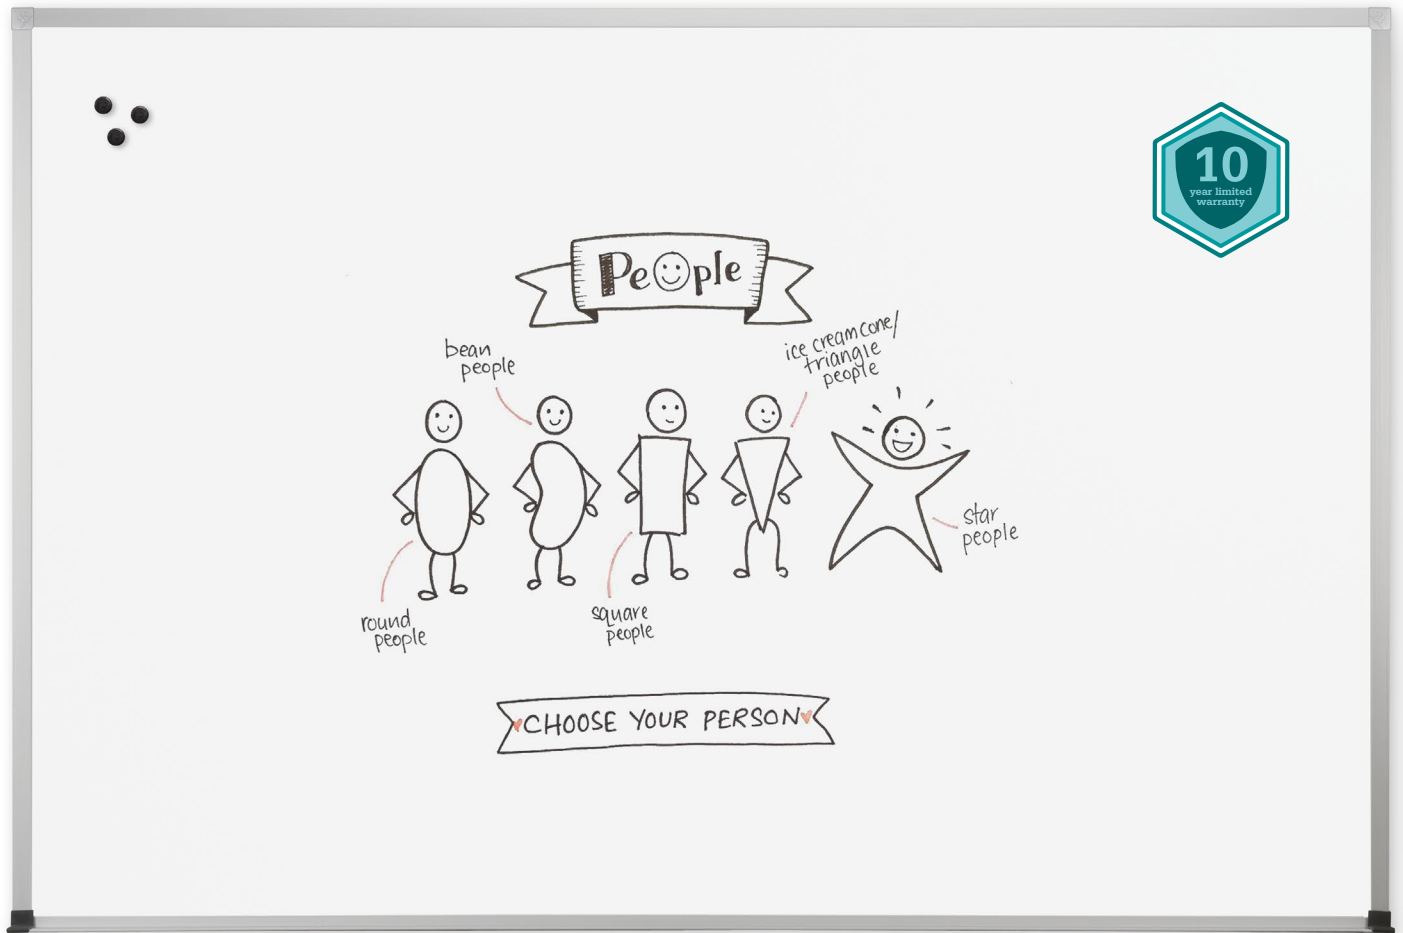 10
year limited
warranty
People
bean
people
ice cream cone/
triangle
people
star
people
round
people
square
people
CHOOSE YOUR PERSON